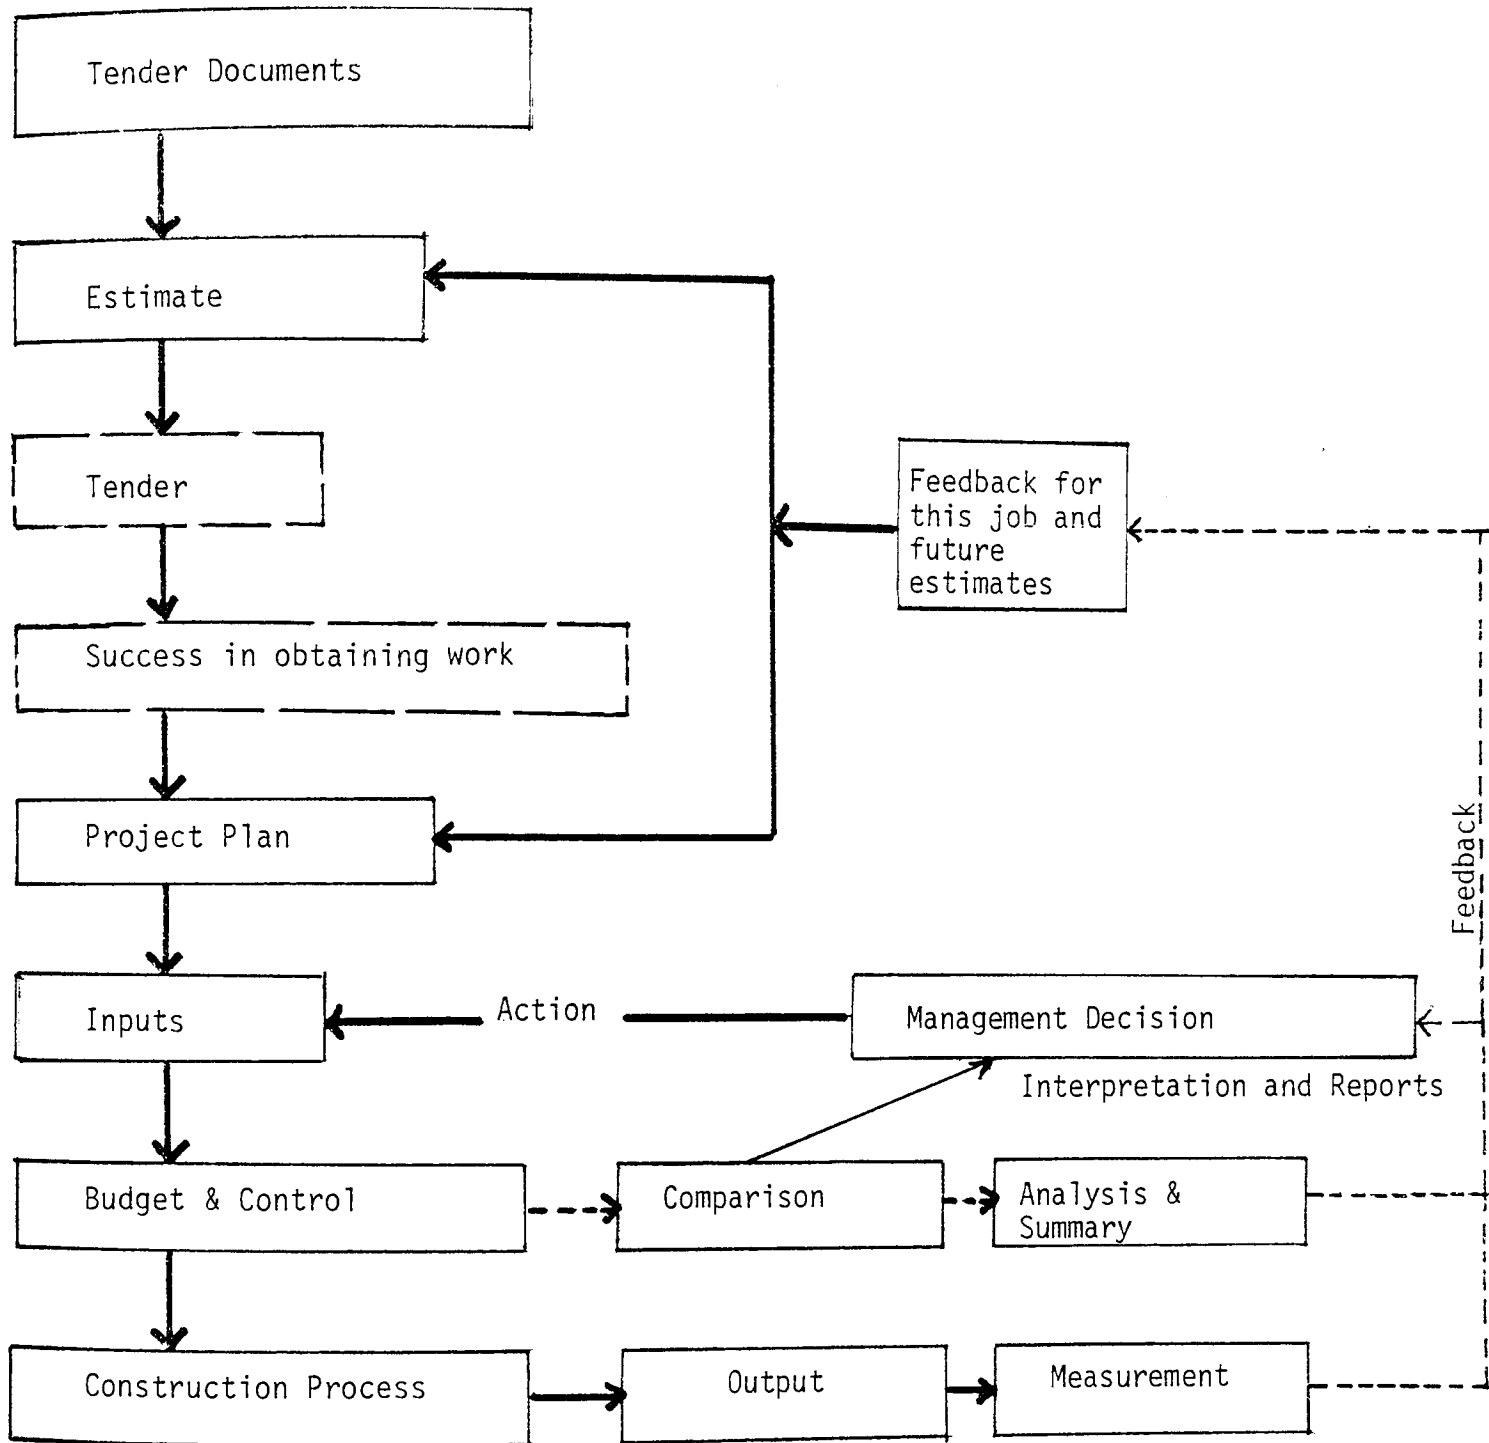 Tender Documents
Estimate
Tender
Feedback for
this job and
future
estimates
Success in obtaining work
Project Plan
Feedback
Inputs
Action
Management Decision
Interpretation and Reports
Budget & Control
Comparison
Analysis &
Summary
Construction Process
Output
Measurement